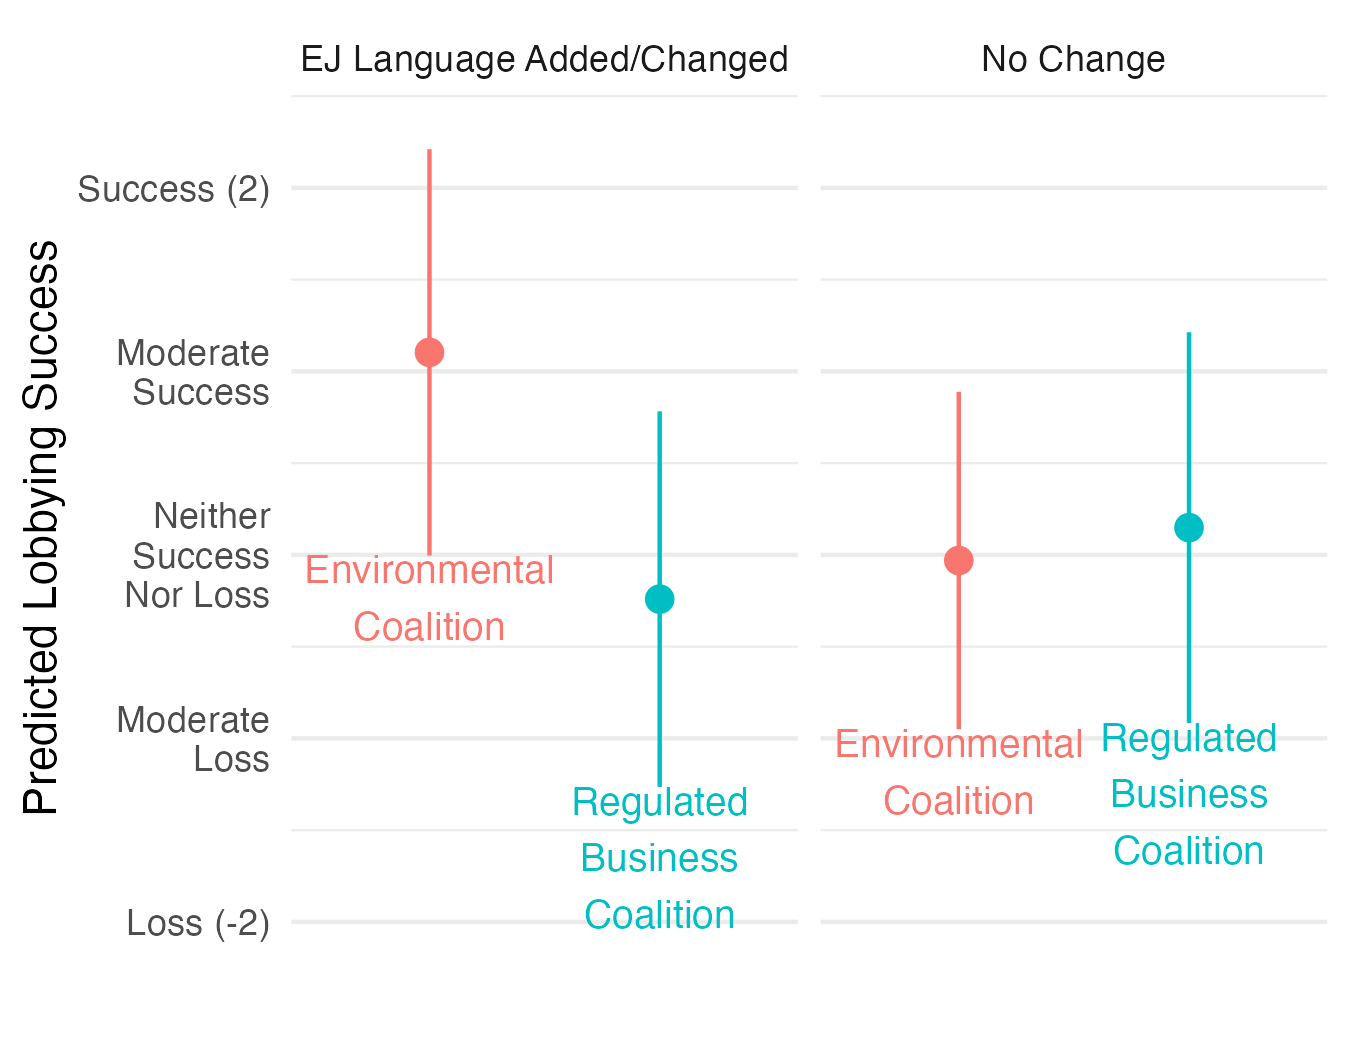 EJ Language Added/Changed
No Change
Predicted Lobbying Success
Success (2)
Moderate
Success
Neither
Success
Nor Loss
Moderate
Loss
Loss (-2)
Environmental
Coalition
Regulated
Business
Coalition
Environmental
Coalition
Regulated
Business
Coalition